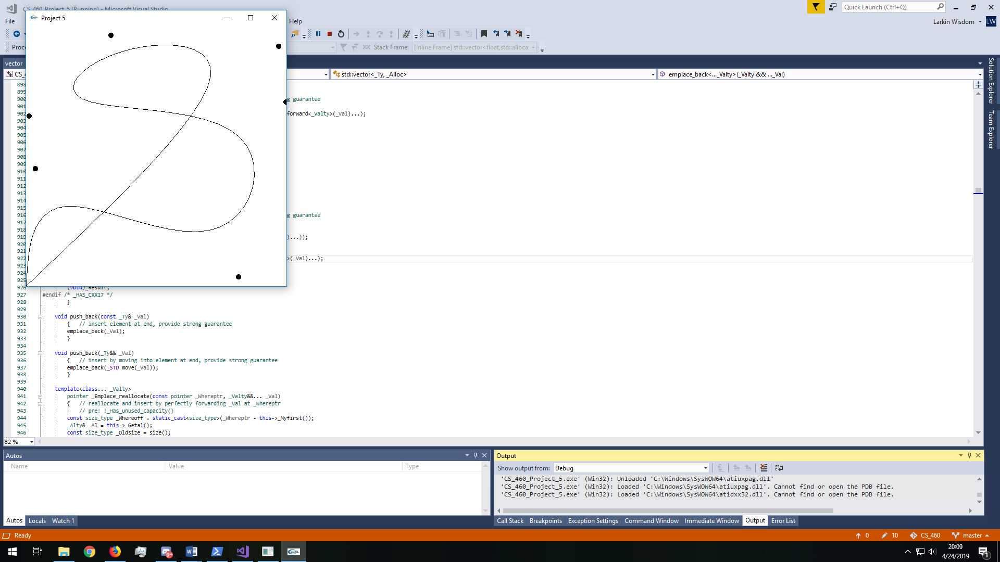 CS_460_Project_5 (Running) - Microsoft Visual Studio
Quick Launch (Ctrl+Q)
Project 5
File
Help
Larkin Wisdom
LW
Stack Frame:
[Inline Frame] std::vector<float,std::alloca
vector
std::vector<_Ty, _Alloc>
emplace_back<..._Valty>(_Valty && ..._Val)
Solution Explorer
Team Explorer
898
899
900 g guarantee
901
902 forward<_Valty>(_Val)...);
903
904
905
906
907
908
909
910
911
912
913
914
915
916 g guarantee
917
918
919 )...));
920
921
922 >(_Val)...);
923
924
925
926 (void)_Result;
927 #endif /* _HAS_CXX17 */
928 }
929
930 void push_back(const _Ty& _Val)
931 { // insert element at end, provide strong guarantee
932 emplace_back(_Val);
933 }
934
935 void push_back(_Ty&& _Val)
936 { // insert by moving into element at end, provide strong guarantee
937 emplace_back(_STD move(_Val));
938 }
939
940 template<class... _Valty>
941 pointer _Emplace_reallocate(const pointer _Whereptr, _Valty&&... _Val)
942 { // reallocate and insert by perfectly forwarding _Val at _Whereptr
943 // pre: !_Has_unused_capacity()
944 const size_type _Whereoff = static_cast<size_type>(_Whereptr - this->_Myfirst());
945 _Alty& _Al = this->_Getal();
946 const size_type _Oldsize = size();
82 %
Autos
Name Value Type
Autos Locals Watch 1
Output
Show output from: Debug
'CS_460_Project_5.exe' (Win32): Unloaded 'C:\Windows\SysWOW64\atiuxpag.dll'
'CS_460_Project_5.exe' (Win32): Loaded 'C:\Windows\SysWOW64\atiuxpag.dll'. Cannot find or open the PDB file.
'CS_460_Project_5.exe' (Win32): Loaded 'C:\Windows\SysWOW64\atidxx32.dll'. Cannot find or open the PDB file.
Call Stack Breakpoints Exception Settings Command Window Immediate Window Output Error List
Ready
0 10 CS_460 master
20:09
4/24/2019